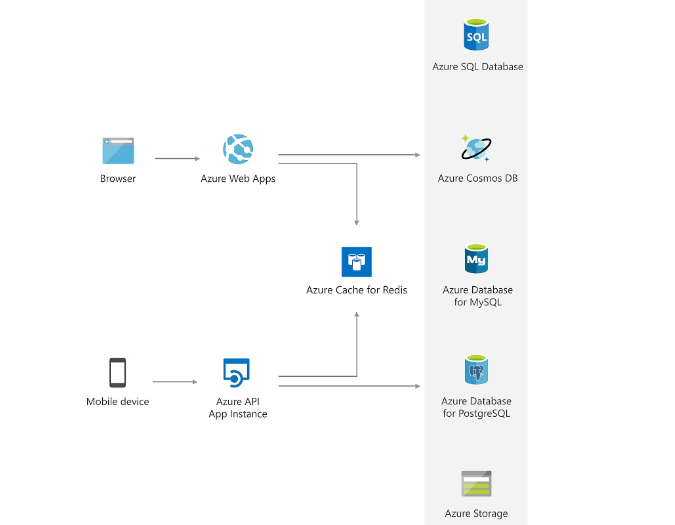 SQL
Azure SQL Database
Browser
Azure Web Apps
Azure Cosmos DB
My
Azure Cache for Redis
Azure Database
for MySQL
Mobile device
Azure API
App Instance
Azure Database
for PostgreSQL
Azure Storage